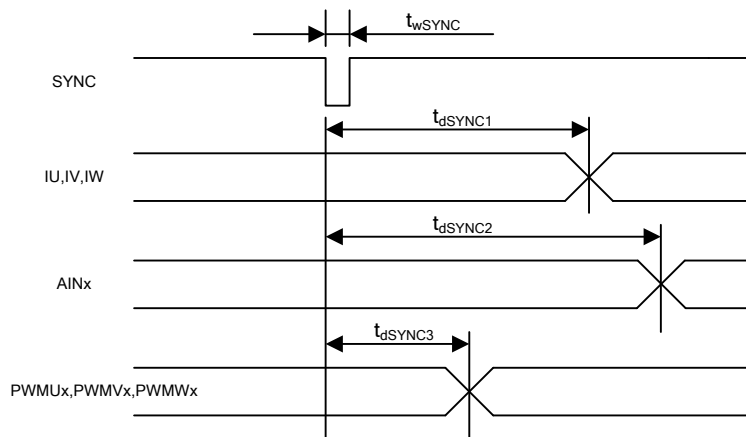 twSYNC
SYNC
tdSYNC1
IU,IV,IW
tdSYNC2
AINx
tdSYNC3
PWMUx,PWMVx,PWMWx